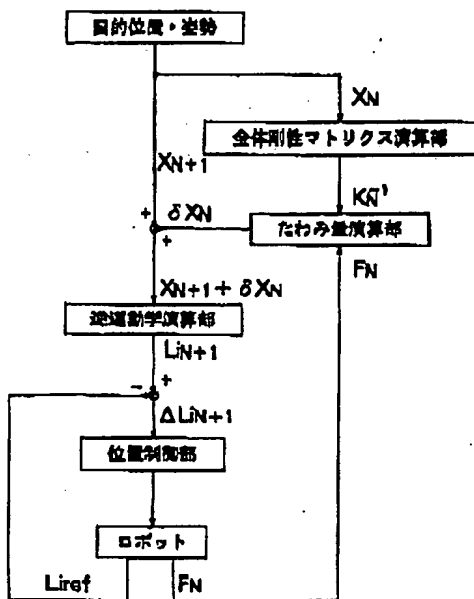 目的位置・姿勢
XN
全体剛性マトリクス演算部
XN+1
KN⁻¹
+
δXN
+
たわみ量演算部
FN
XN+1 + δXN
逆運動学演算部
LiN+1
+
-
ΔLiN+1
位置制御部
ロボット
Liref
FN